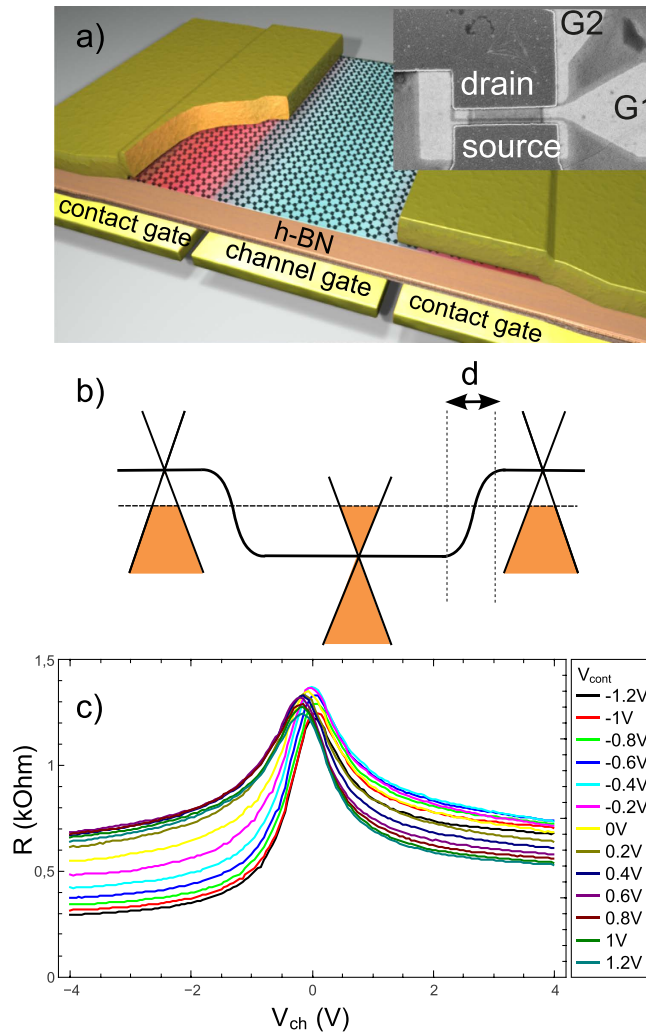 a)
G2
drain
G1
source
contact gate
h-BN
channel gate
contact gate
b)
d
c)
R (kOhm)
1,5
1
0,5
0
−4
−2
0
2
4
V_ch (V)
V_cont
-1.2V
-1V
-0.8V
-0.6V
-0.4V
-0.2V
0V
0.2V
0.4V
0.6V
0.8V
1V
1.2V